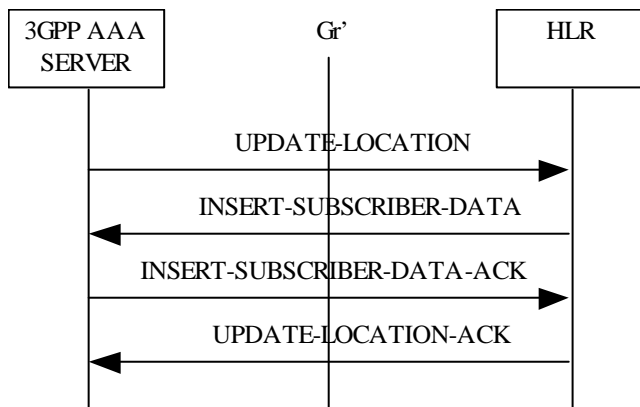 3GPP AAA
SERVER
Gr’
HLR
UPDATE-LOCATION
INSERT-SUBSCRIBER-DATA
INSERT-SUBSCRIBER-DATA-ACK
UPDATE-LOCATION-ACK